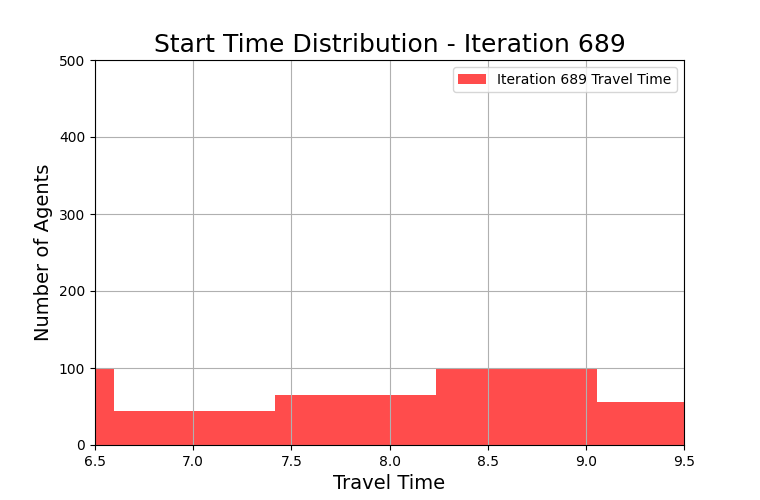 Start Time Distribution - Iteration 689
Iteration 689 Travel Time
Number of Agents
500
400
300
200
100
0
6.5 7.0 7.5 8.0 8.5 9.0 9.5
Travel Time